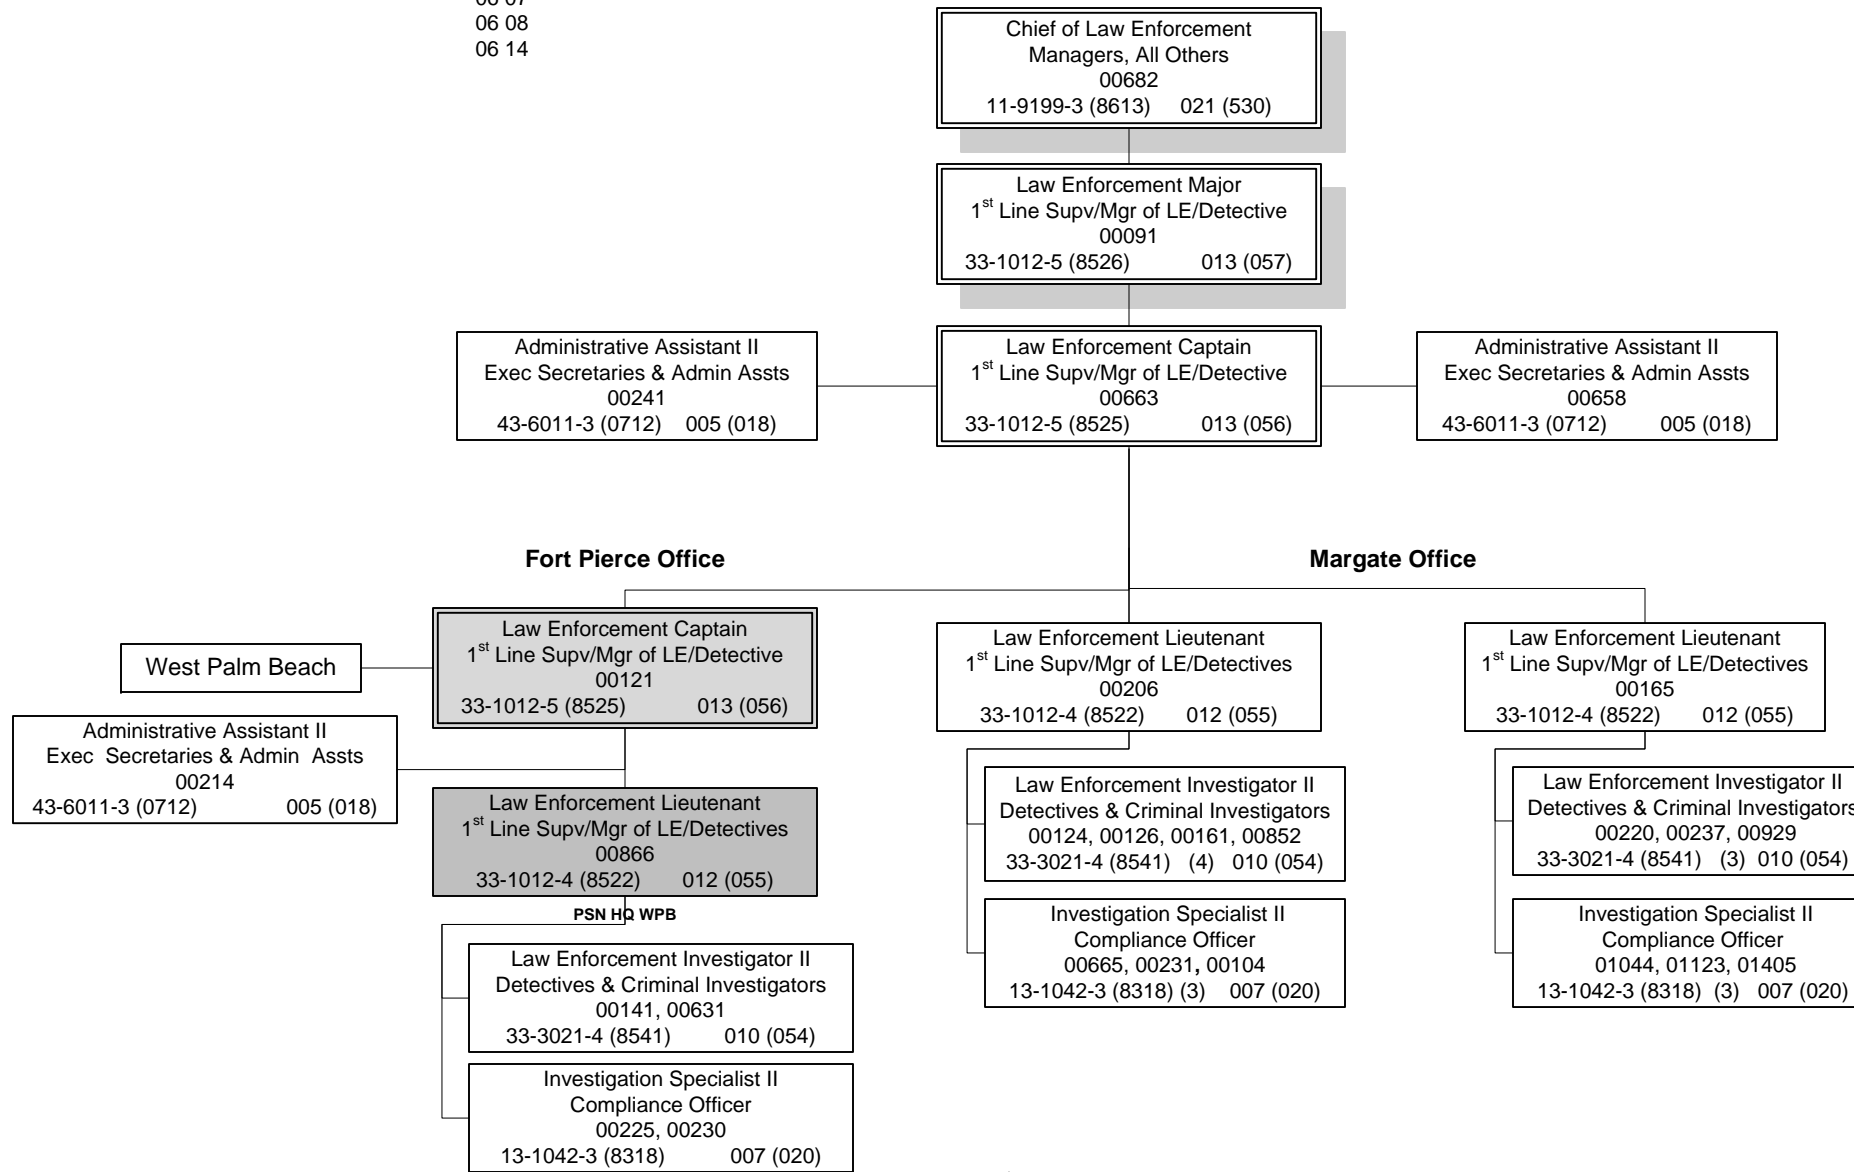 06 08
06 14
Chief of Law Enforcement
Managers, All Others
00682
11-9199-3 (8613) 021 (530)
Law Enforcement Major
1st Line Supv/Mgr of LE/Detective
00091
33-1012-5 (8526) 013 (057)
Administrative Assistant II
Exec Secretaries & Admin Assts
00241
43-6011-3 (0712) 005 (018)
Law Enforcement Captain
1st Line Supv/Mgr of LE/Detective
00663
33-1012-5 (8525) 013 (056)
Administrative Assistant II
Exec Secretaries & Admin Assts
00658
43-6011-3 (0712) 005 (018)
Fort Pierce Office
Margate Office
West Palm Beach
Law Enforcement Captain
1st Line Supv/Mgr of LE/Detective
00121
33-1012-5 (8525) 013 (056)
Administrative Assistant II
Exec Secretaries & Admin Assts
00214
43-6011-3 (0712) 005 (018)
Law Enforcement Lieutenant
1st Line Supv/Mgr of LE/Detectives
00866
33-1012-4 (8522) 012 (055)
PSN HQ WPB
Law Enforcement Investigator II
Detectives & Criminal Investigators
00141, 00631
33-3021-4 (8541) 010 (054)
Investigation Specialist II
Compliance Officer
00225, 00230
13-1042-3 (8318) 007 (020)
Law Enforcement Lieutenant
1st Line Supv/Mgr of LE/Detectives
00206
33-1012-4 (8522) 012 (055)
Law Enforcement Investigator II
Detectives & Criminal Investigators
00124, 00126, 00161, 00852
33-3021-4 (8541) (4) 010 (054)
Investigation Specialist II
Compliance Officer
00665, 00231, 00104
13-1042-3 (8318) (3) 007 (020)
Law Enforcement Lieutenant
1st Line Supv/Mgr of LE/Detectives
00165
33-1012-4 (8522) 012 (055)
Law Enforcement Investigator II
Detectives & Criminal Investigators
00220, 00237, 00929
33-3021-4 (8541) (3) 010 (054)
Investigation Specialist II
Compliance Officer
01044, 01123, 01405
13-1042-3 (8318) (3) 007 (020)